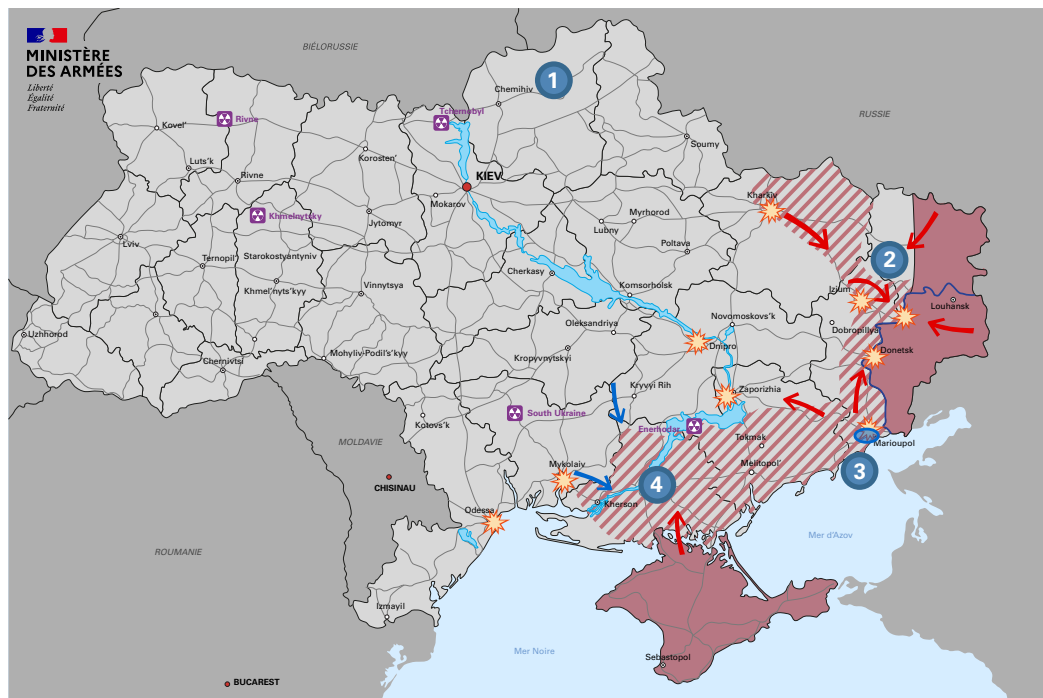 MINISTÈRE
DES ARMÉES
Liberté
Égalité
Fraternité
BIÉLORUSSIE
1
Chernihiv
Tchernobyl
RUSSIE
Rivne
Kovel'
Soumy
Korosten'
Luts'k
KIEV
Rivne
Kharkiv
Mokarov
Khmelnytsky
Jytomyr
Myrhorod
Lubny
Lviv
Poltava
Starokostyantyniv
Ternopil'
2
Cherkasy
Khmel'nyts'kyy
Vinnytsya
Komsorholsk
Izium
Louhansk
Oleksandriya
Novomoskovs'k
Uzhhorod
Dobropillya
Dnipro
Donetsk
Mohyliv-Podil's'kyy
Kropyvnytskyi
Chernivtsi
Kryvyi Rih
Zaporizhia
South Ukraine
Kotovs'k
Enerhodar
MOLDAVIE
Tokmak
Marioupol
Mykolaiv
Melitopol'
3
CHISINAU
4
Kherson
Odessa
Mer d'Azov
ROUMANIE
Izmayil
Mer Noire
Sebastopol
BUCAREST